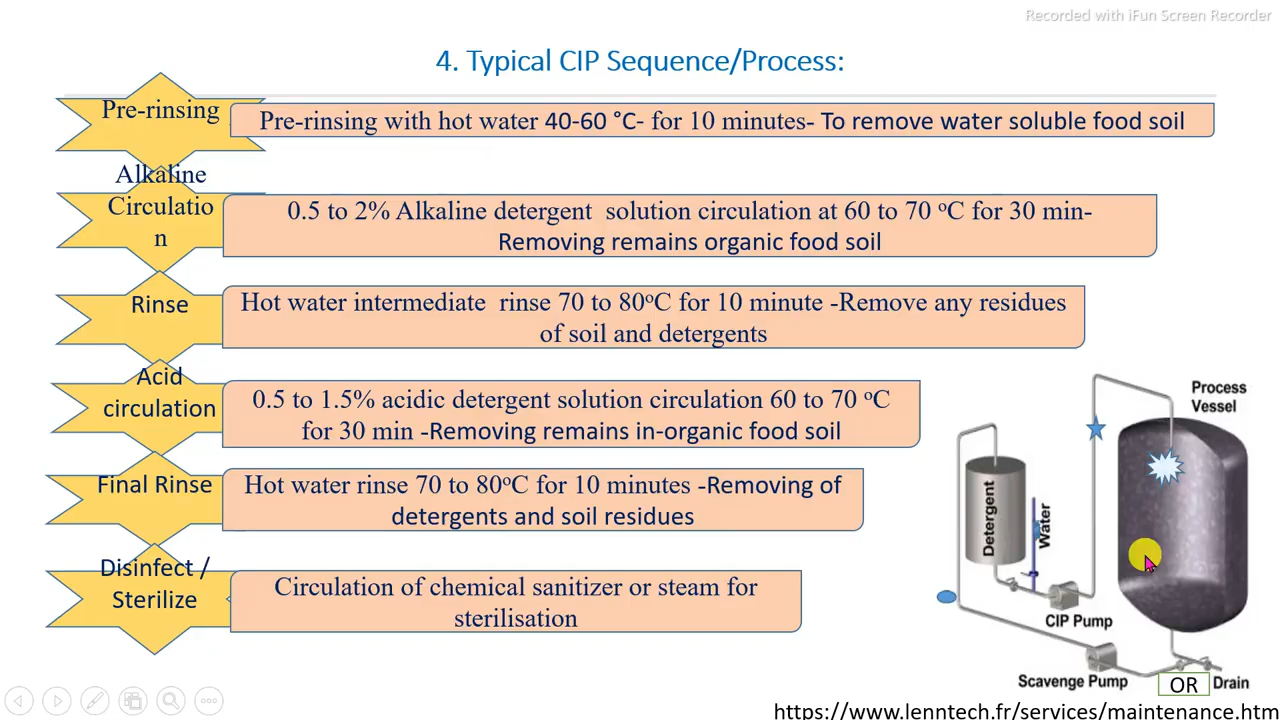 Recorded with iFun Screen Recorder
4. Typical CIP Sequence/Process:
Pre-rinsing
Pre-rinsing with hot water 40-60 °C- for 10 minutes- To remove water soluble food soil
Alkaline
Circulatio
n
0.5 to 2% Alkaline detergent solution circulation at 60 to 70 ºC for 30 min-
Removing remains organic food soil
Rinse
Hot water intermediate rinse 70 to 80ºC for 10 minute -Remove any residues
of soil and detergents
Acid
circulation
0.5 to 1.5% acidic detergent solution circulation 60 to 70 ºC
for 30 min -Removing remains in-organic food soil
Final Rinse
Hot water rinse 70 to 80ºC for 10 minutes -Removing of
detergents and soil residues
Disinfect /
Sterilize
Circulation of chemical sanitizer or steam for
sterilisation
Process
Vessel
Detergent
Water
CIP Pump
Scavenge Pump
OR
Drain
https://www.lenntech.fr/services/maintenance.htm